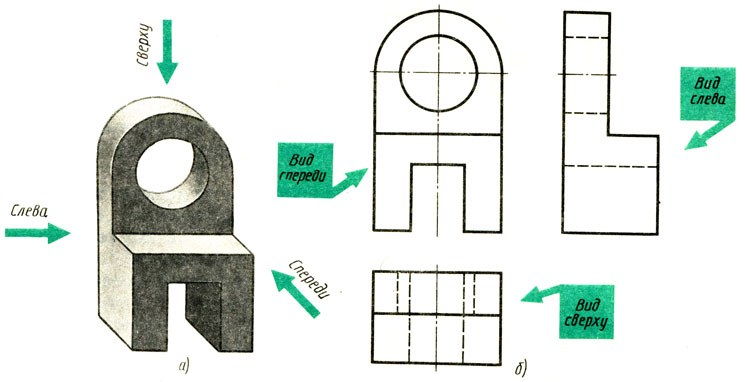 Сверху
Слева
Спереди
а)
Вид
спереди
Вид
слева
Вид
сверху
б)